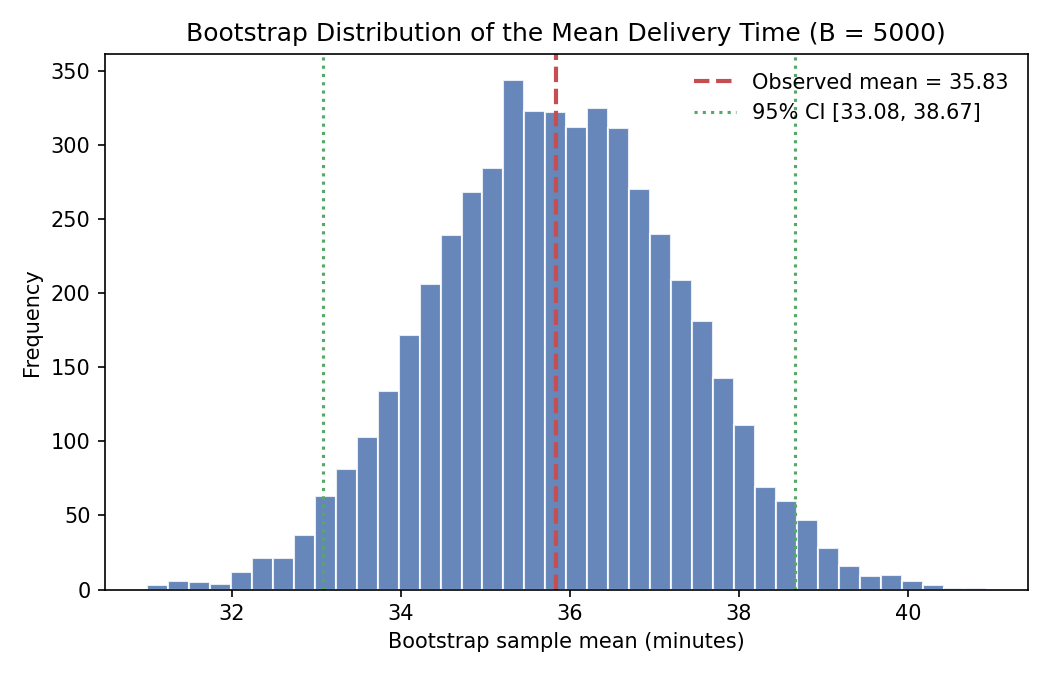 Bootstrap Distribution of the Mean Delivery Time (B = 5000)
Observed mean = 35.83
95% CI [33.08, 38.67]
Frequency
350
300
250
200
150
100
50
0
32 34 36 38 40
Bootstrap sample mean (minutes)